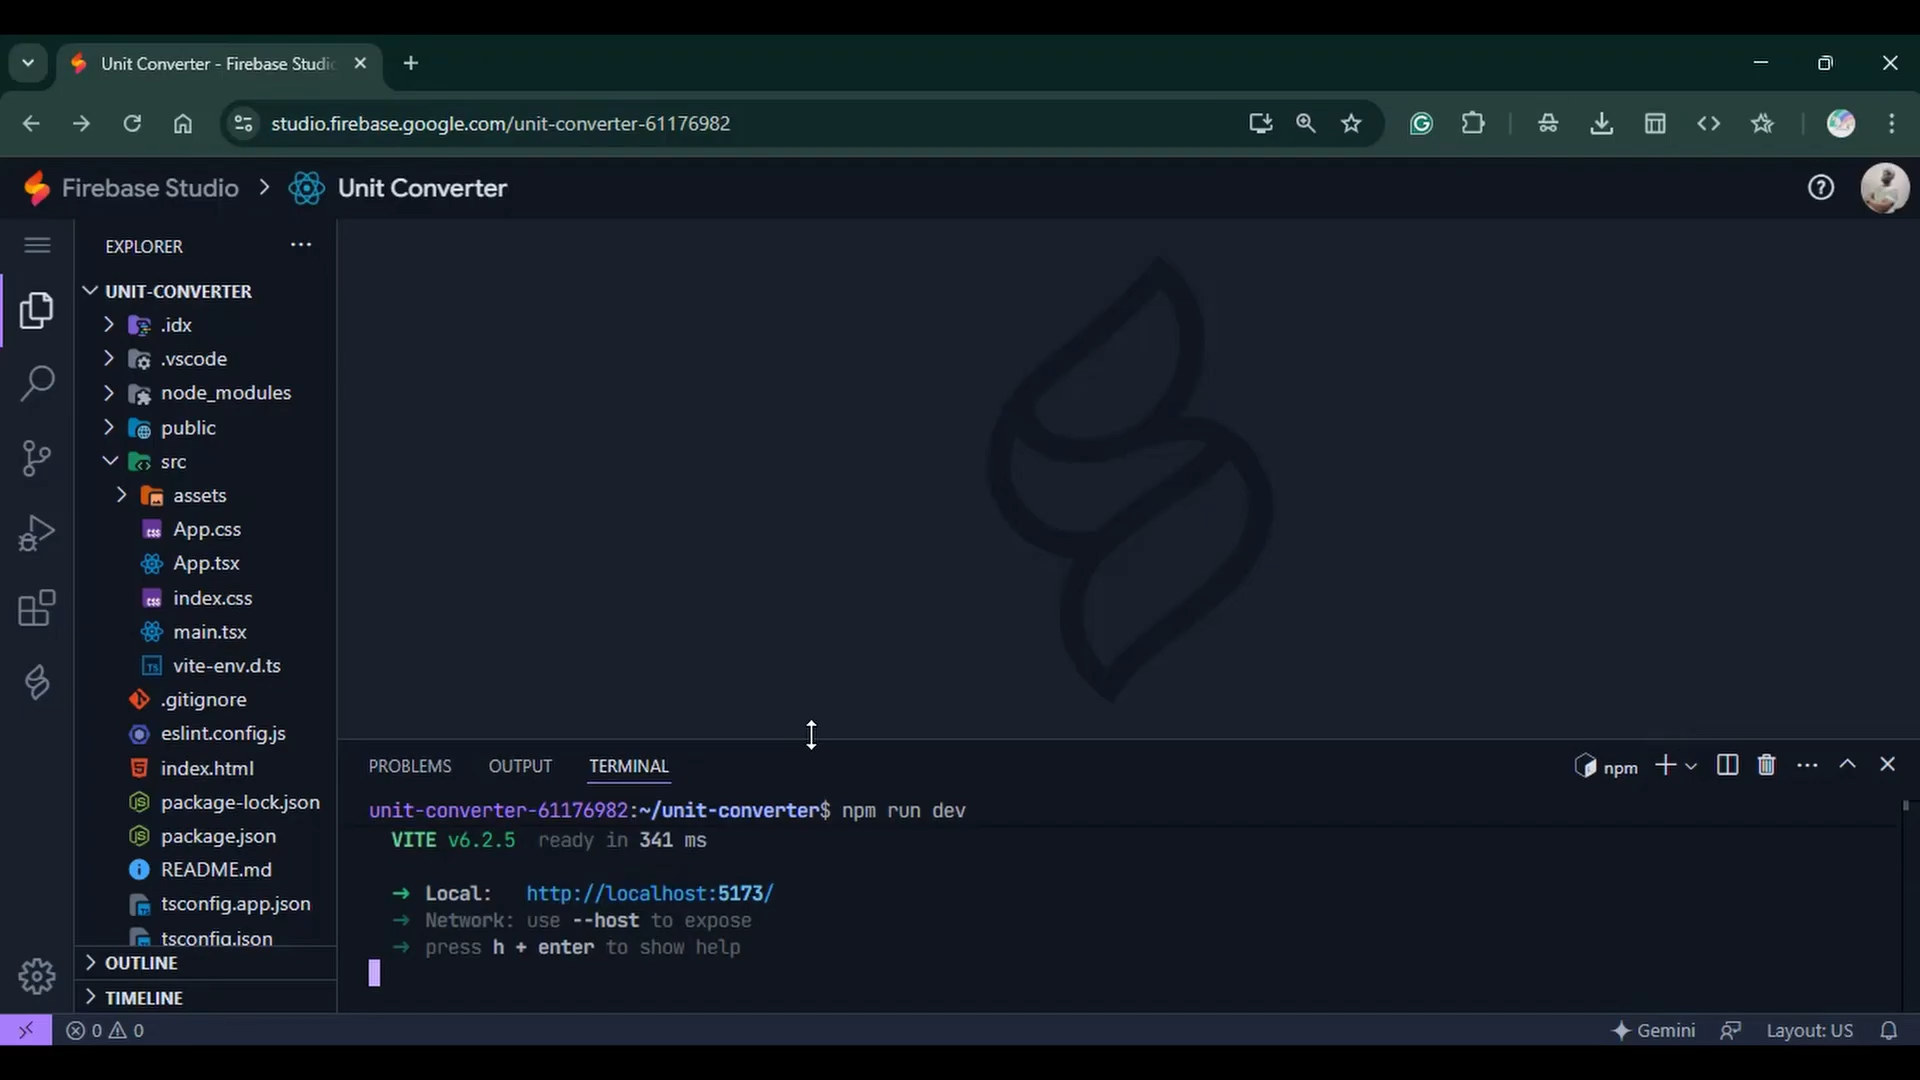 Unit Converter - Firebase Studio
studio.firebase.google.com/unit-converter-61176982
Firebase Studio > Unit Converter
EXPLORER
UNIT-CONVERTER
.idx
.vscode
node_modules
public
src
assets
App.css
App.tsx
index.css
main.tsx
TS vite-env.d.ts
.gitignore
eslint.config.js
index.html
package-lock.json
package.json
README.md
tsconfig.app.json
tsconfig.json
OUTLINE
TIMELINE
PROBLEMS OUTPUT TERMINAL
npm
unit-converter-61176982:~/unit-converter$ npm run dev
VITE v6.2.5 ready in 341 ms
➜ Local: http://localhost:5173/
➜ Network: use --host to expose
➜ press h + enter to show help
0 0
Gemini Layout: US